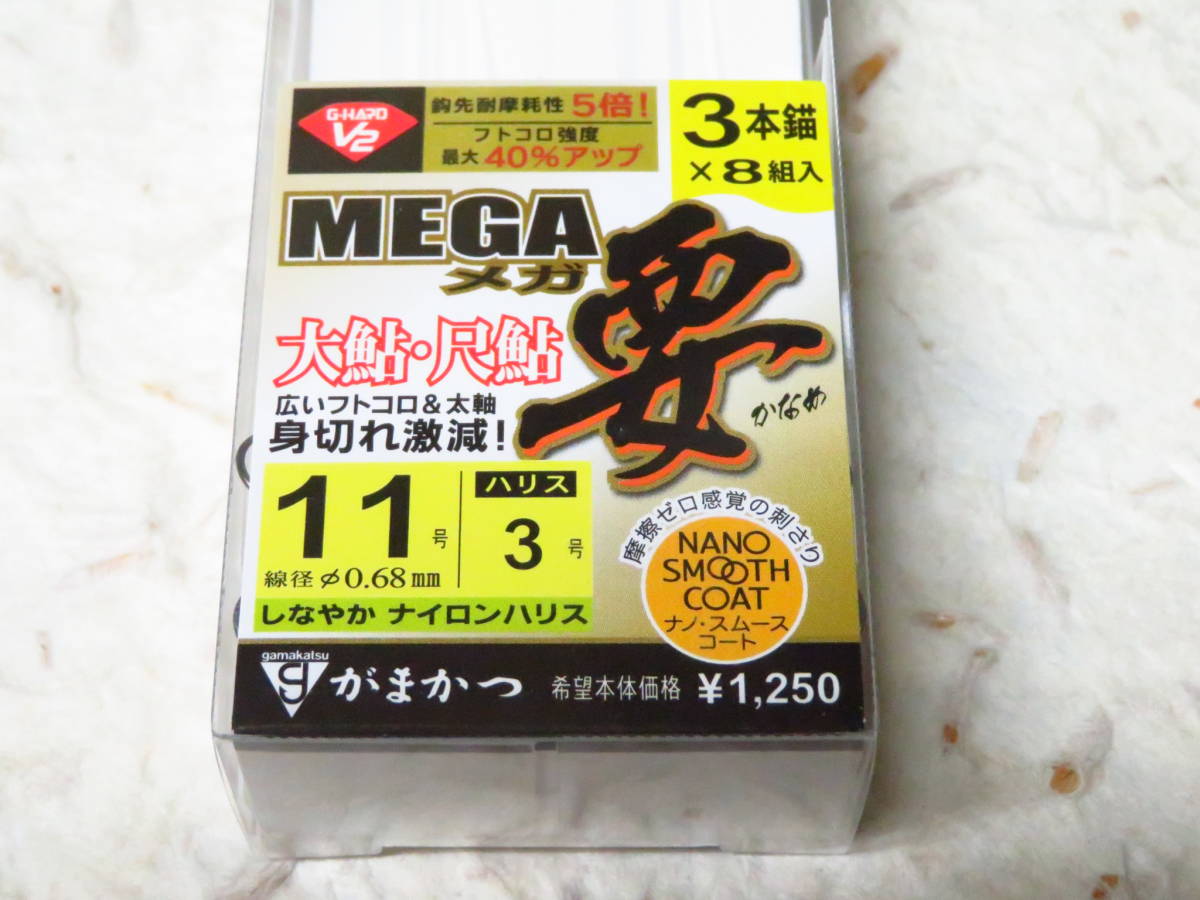 G-HARD
V2
鈎先耐摩耗性 5倍!
フトコロ強度
最大 40%アップ
3本錨
×8組入
MEGA
メガ
要
かなめ
大鮎・尺鮎
広いフトコロ&太軸
身切れ激減!
11号
線径 φ0.68mm
ハリス
3号
しなやか ナイロンハリス
摩擦ゼロ感覚の刺さり
NANO
SMOOTH
COAT
ナノ・スムース
コート
gamakatsu
がまかつ 希望本体価格 ¥1,250